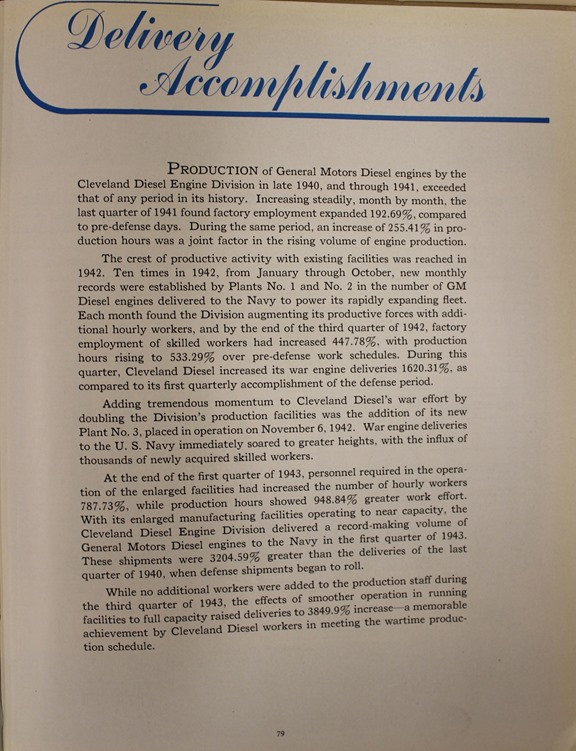 Delivery
Accomplishments
PRODUCTION of General Motors Diesel engines by the
Cleveland Diesel Engine Division in late 1940, and through 1941, exceeded
that of any period in its history. Increasing steadily, month by month, the
last quarter of 1941 found factory employment expanded 192.69%, compared
to pre-defense days. During the same period, an increase of 255.41% in pro-
duction hours was a joint factor in the rising volume of engine production.
The crest of productive activity with existing facilities was reached in
1942. Ten times in 1942, from January through October, new monthly
records were established by Plants No. 1 and No. 2 in the number of GM
Diesel engines delivered to the Navy to power its rapidly expanding fleet.
Each month found the Division augmenting its productive forces with addi-
tional hourly workers, and by the end of the third quarter of 1942, factory
employment of skilled workers had increased 447.78%, with production
hours rising to 533.29% over pre-defense work schedules. During this
quarter, Cleveland Diesel increased its war engine deliveries 1620.31%, as
compared to its first quarterly accomplishment of the defense period.
Adding tremendous momentum to Cleveland Diesel's war effort by
doubling the Division's production facilities was the addition of its new
Plant No. 3, placed in operation on November 6, 1942. War engine deliveries
to the U. S. Navy immediately soared to greater heights, with the influx of
thousands of newly acquired skilled workers.
At the end of the first quarter of 1943, personnel required in the opera-
tion of the enlarged facilities had increased the number of hourly workers
787.73%, while production hours showed 948.84% greater work effort.
With its enlarged manufacturing facilities operating to near capacity, the
Cleveland Diesel Engine Division delivered a record-making volume of
General Motors Diesel engines to the Navy in the first quarter of 1943.
These shipments were 3204.59% greater than the deliveries of the last
quarter of 1940, when defense shipments began to roll.
While no additional workers were added to the production staff during
the third quarter of 1943, the effects of smoother operation in running
facilities to full capacity raised deliveries to 3849.9% increase—a memorable
achievement by Cleveland Diesel workers in meeting the wartime produc-
tion schedule.
79